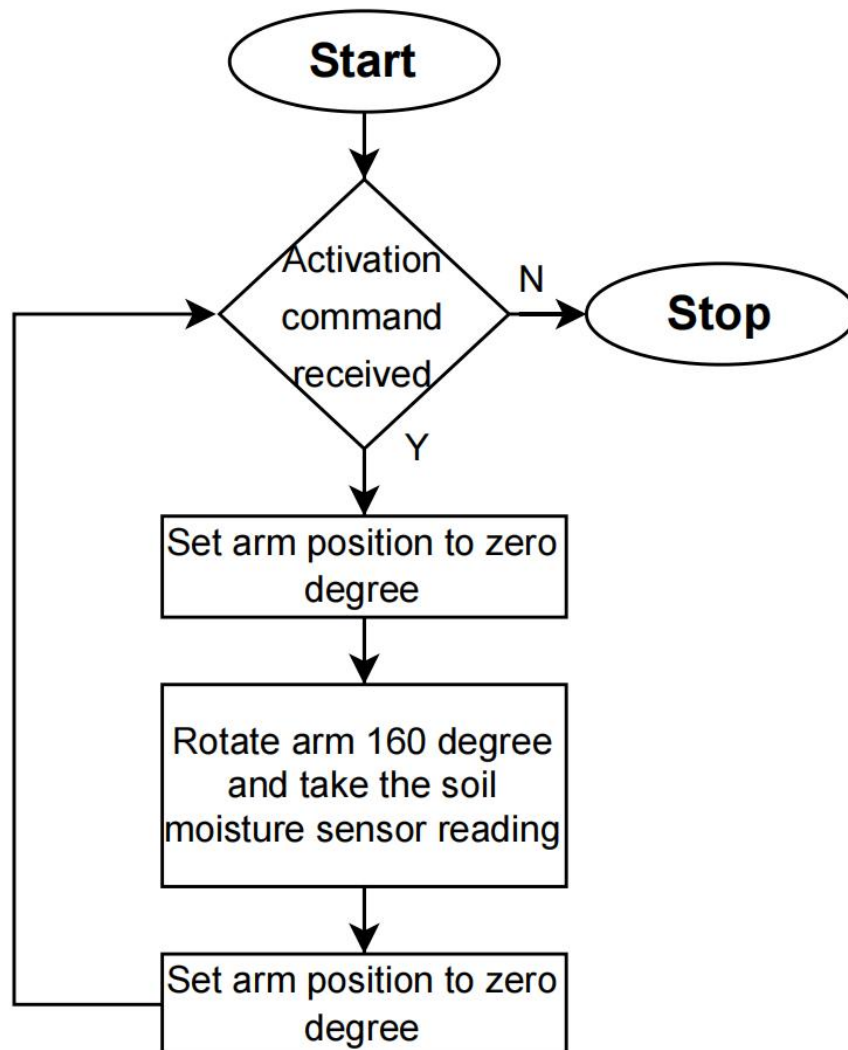 Start
Activation
command
received
N
Stop
Y
Set arm position to zero
degree
Rotate arm 160 degree
and take the soil
moisture sensor reading
Set arm position to zero
degree